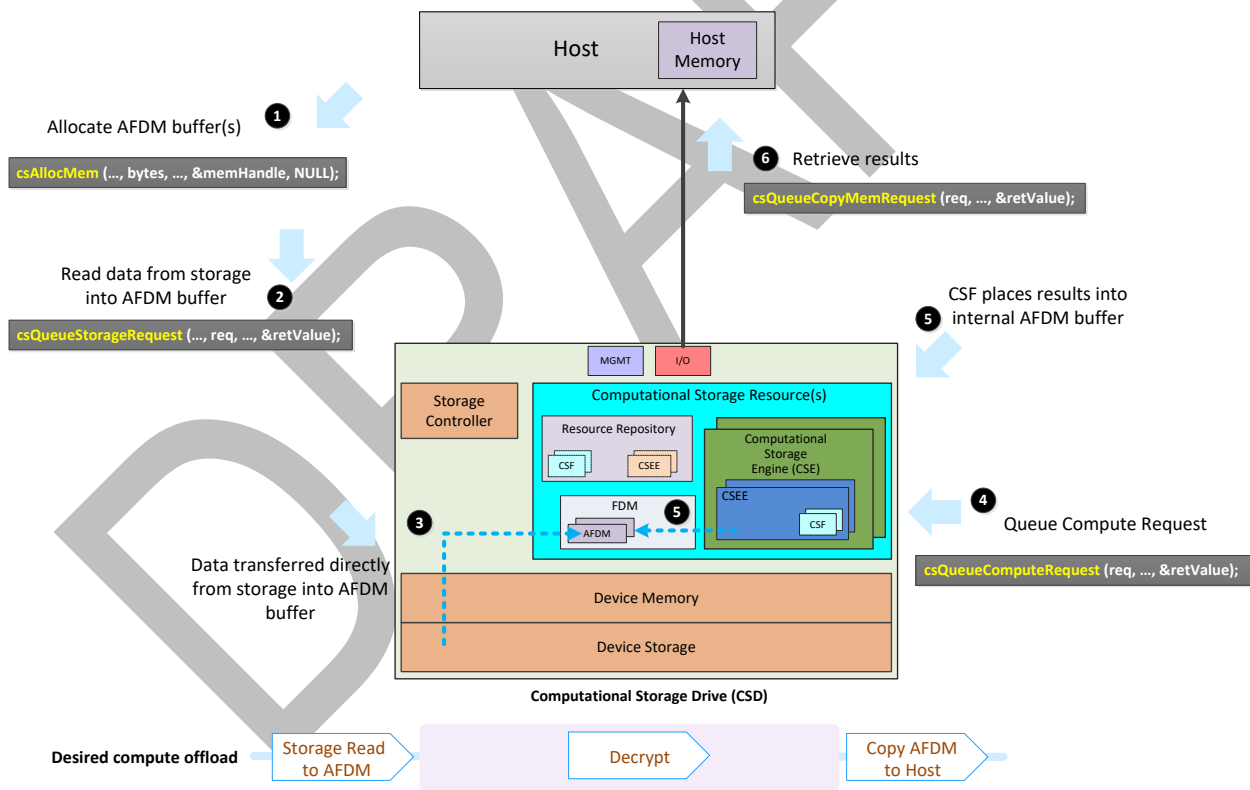 Host
Host
Memory
1
Allocate AFDM buffer(s)
csAllocMem (…, bytes, …, &memHandle, NULL);
6
Retrieve results
csQueueCopyMemRequest (req, …, &retValue);
Read data from storage
into AFDM buffer
2
csQueueStorageRequest (…, req, …, &retValue);
CSF places results into
internal AFDM buffer
5
MGMT
I/O
Storage
Controller
Computational Storage Resource(s)
Resource Repository
CSF
CSEE
Computational
Storage
Engine (CSE)
CSEE
CSF
FDM
AFDM
5
3
Data transferred directly
from storage into AFDM
buffer
4
Queue Compute Request
csQueueComputeRequest (req, …, &retValue);
Device Memory
Device Storage
Computational Storage Drive (CSD)
Desired compute offload
Storage Read
to AFDM
Decrypt
Copy AFDM
to Host
DRAFT